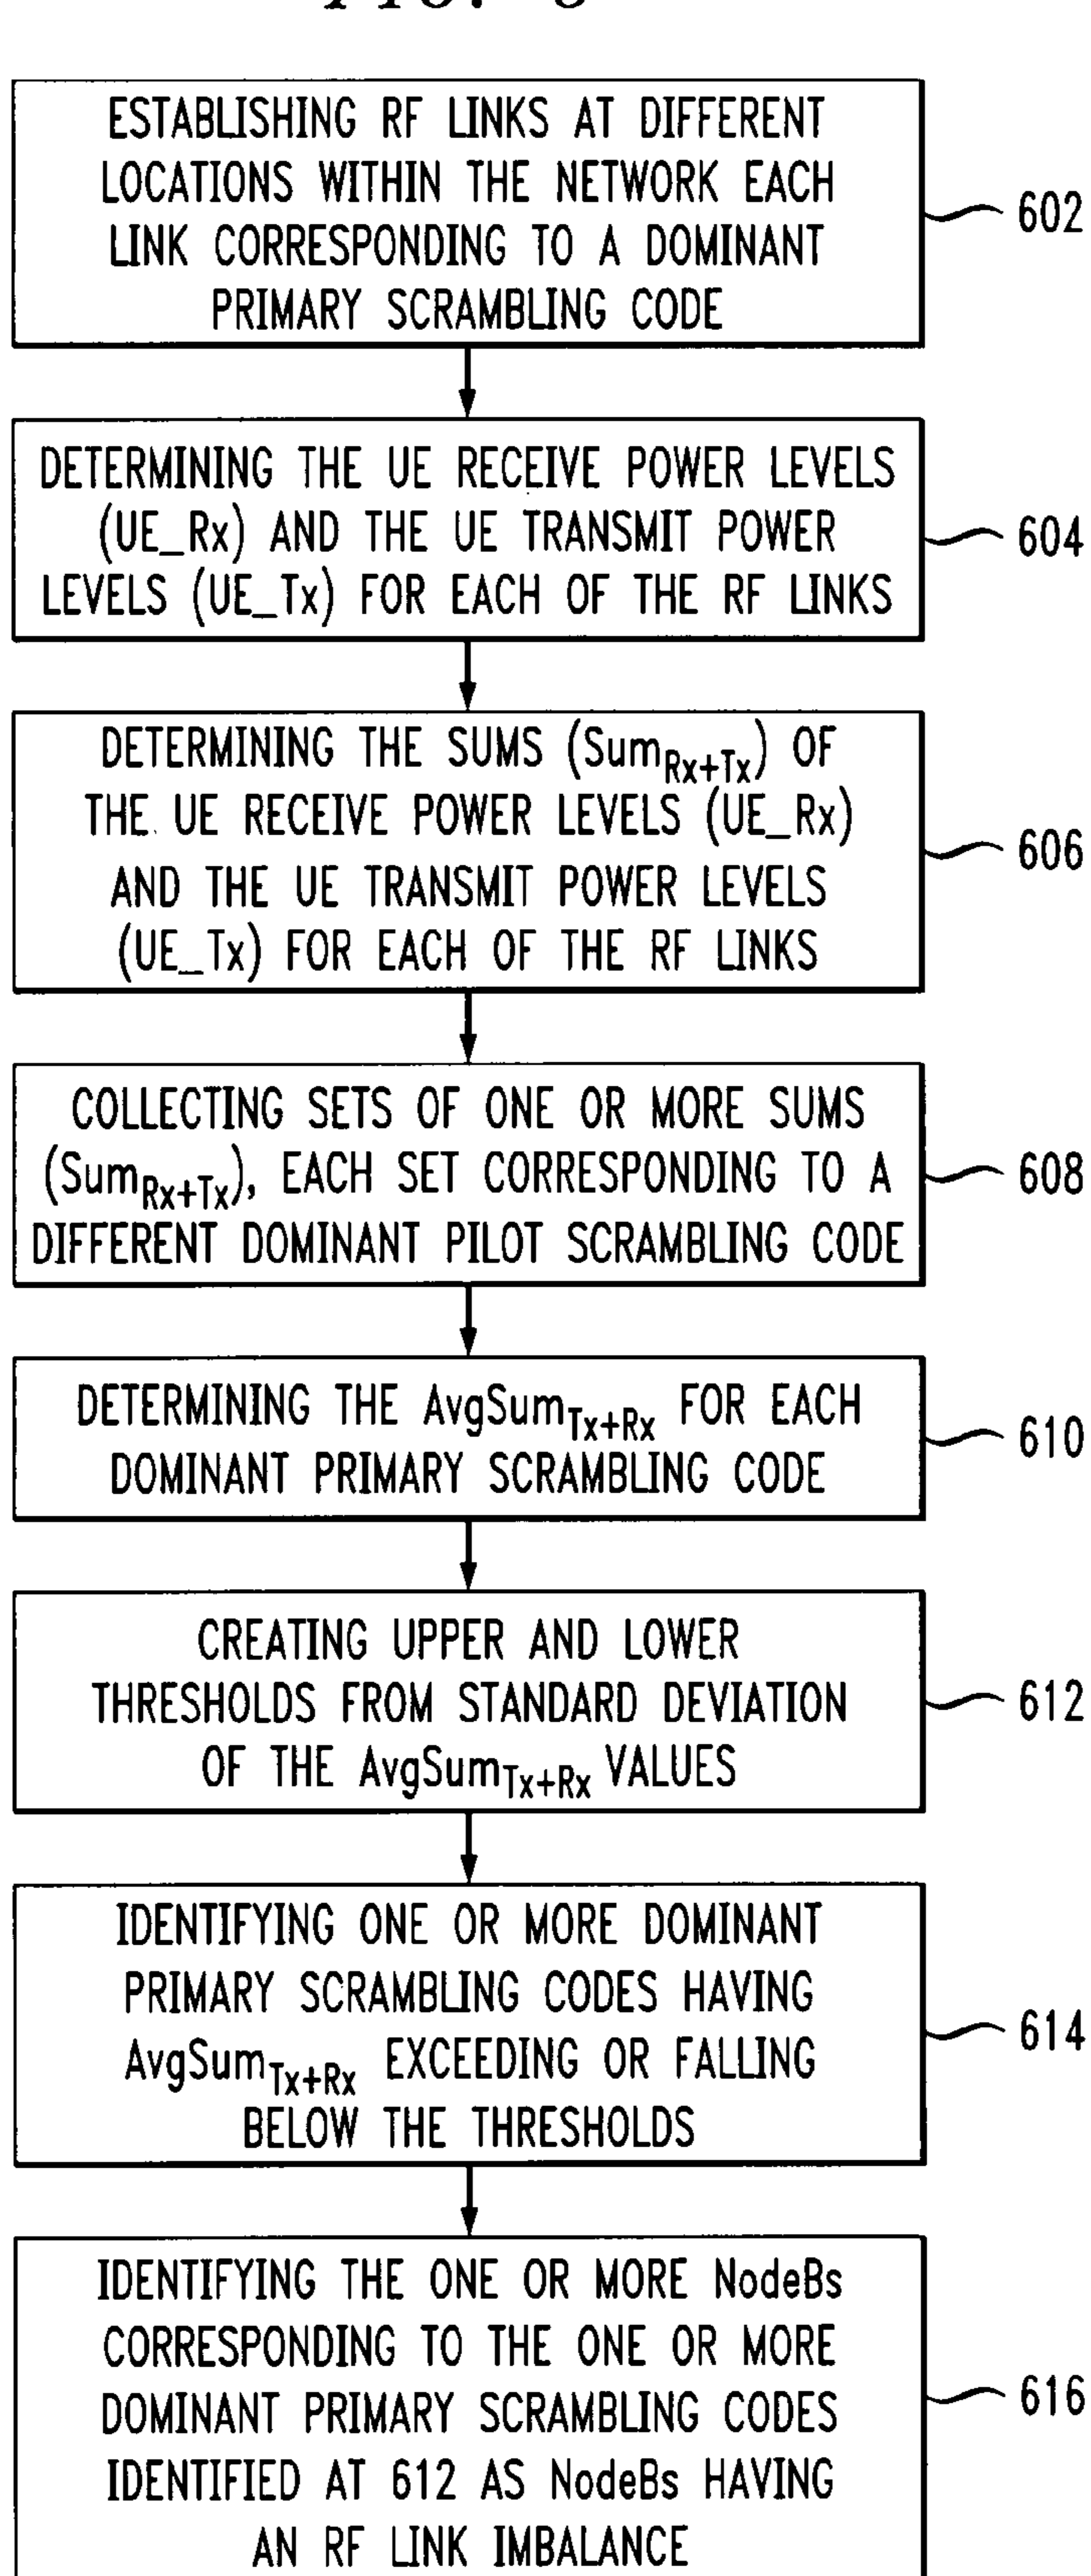 ESTABLISHING RF LINKS AT DIFFERENT
LOCATIONS WITHIN THE NETWORK EACH
LINK CORRESPONDING TO A DOMINANT
PRIMARY SCRAMBLING CODE
602
DETERMINING THE UE RECEIVE POWER LEVELS
(UE_Rx) AND THE UE TRANSMIT POWER
LEVELS (UE_Tx) FOR EACH OF THE RF LINKS
604
DETERMINING THE SUMS (SumRx+Tx) OF
THE UE RECEIVE POWER LEVELS (UE_Rx)
AND THE UE TRANSMIT POWER LEVELS
(UE_Tx) FOR EACH OF THE RF LINKS
606
COLLECTING SETS OF ONE OR MORE SUMS
(SumRx+Tx), EACH SET CORRESPONDING TO A
DIFFERENT DOMINANT PILOT SCRAMBLING CODE
608
DETERMINING THE AvgSumTx+Rx FOR EACH
DOMINANT PRIMARY SCRAMBLING CODE
610
CREATING UPPER AND LOWER
THRESHOLDS FROM STANDARD DEVIATION
OF THE AvgSumTx+Rx VALUES
612
IDENTIFYING ONE OR MORE DOMINANT
PRIMARY SCRAMBLING CODES HAVING
AvgSumTx+Rx EXCEEDING OR FALLING
BELOW THE THRESHOLDS
614
IDENTIFYING THE ONE OR MORE NodeBs
CORRESPONDING TO THE ONE OR MORE
DOMINANT PRIMARY SCRAMBLING CODES
IDENTIFIED AT 612 AS NodeBs HAVING
AN RF LINK IMBALANCE
616